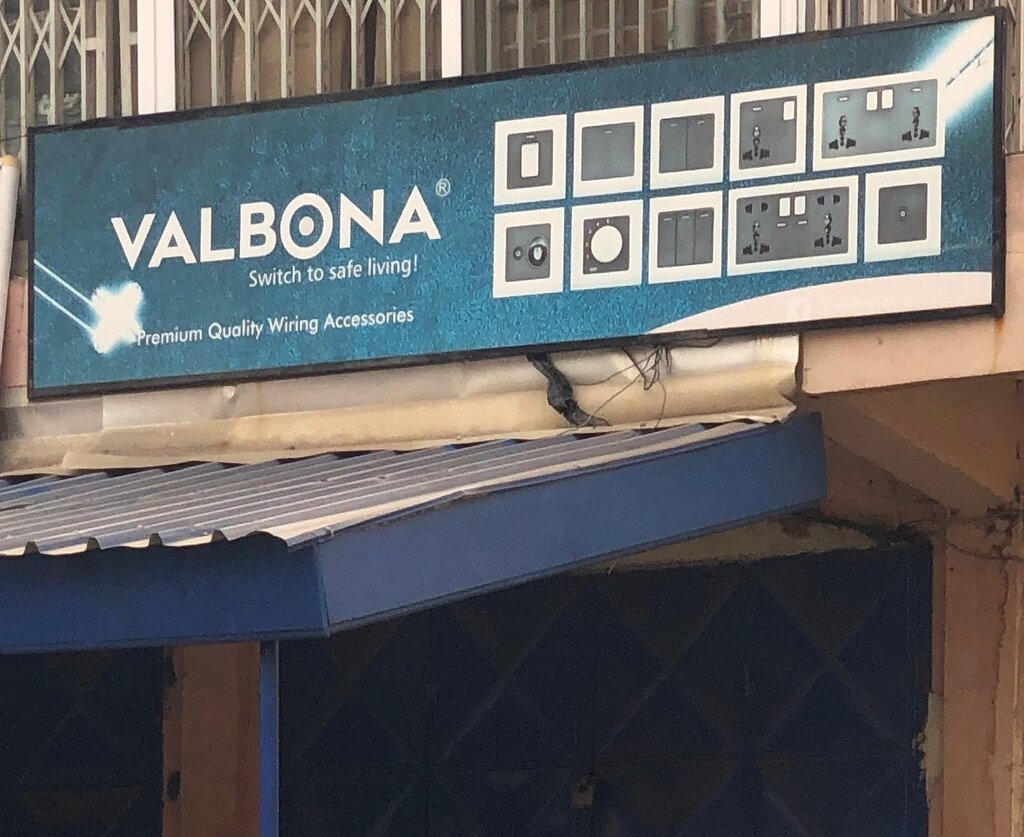 VALBONA®
Switch to safe living!
Premium Quality Wiring Accessories